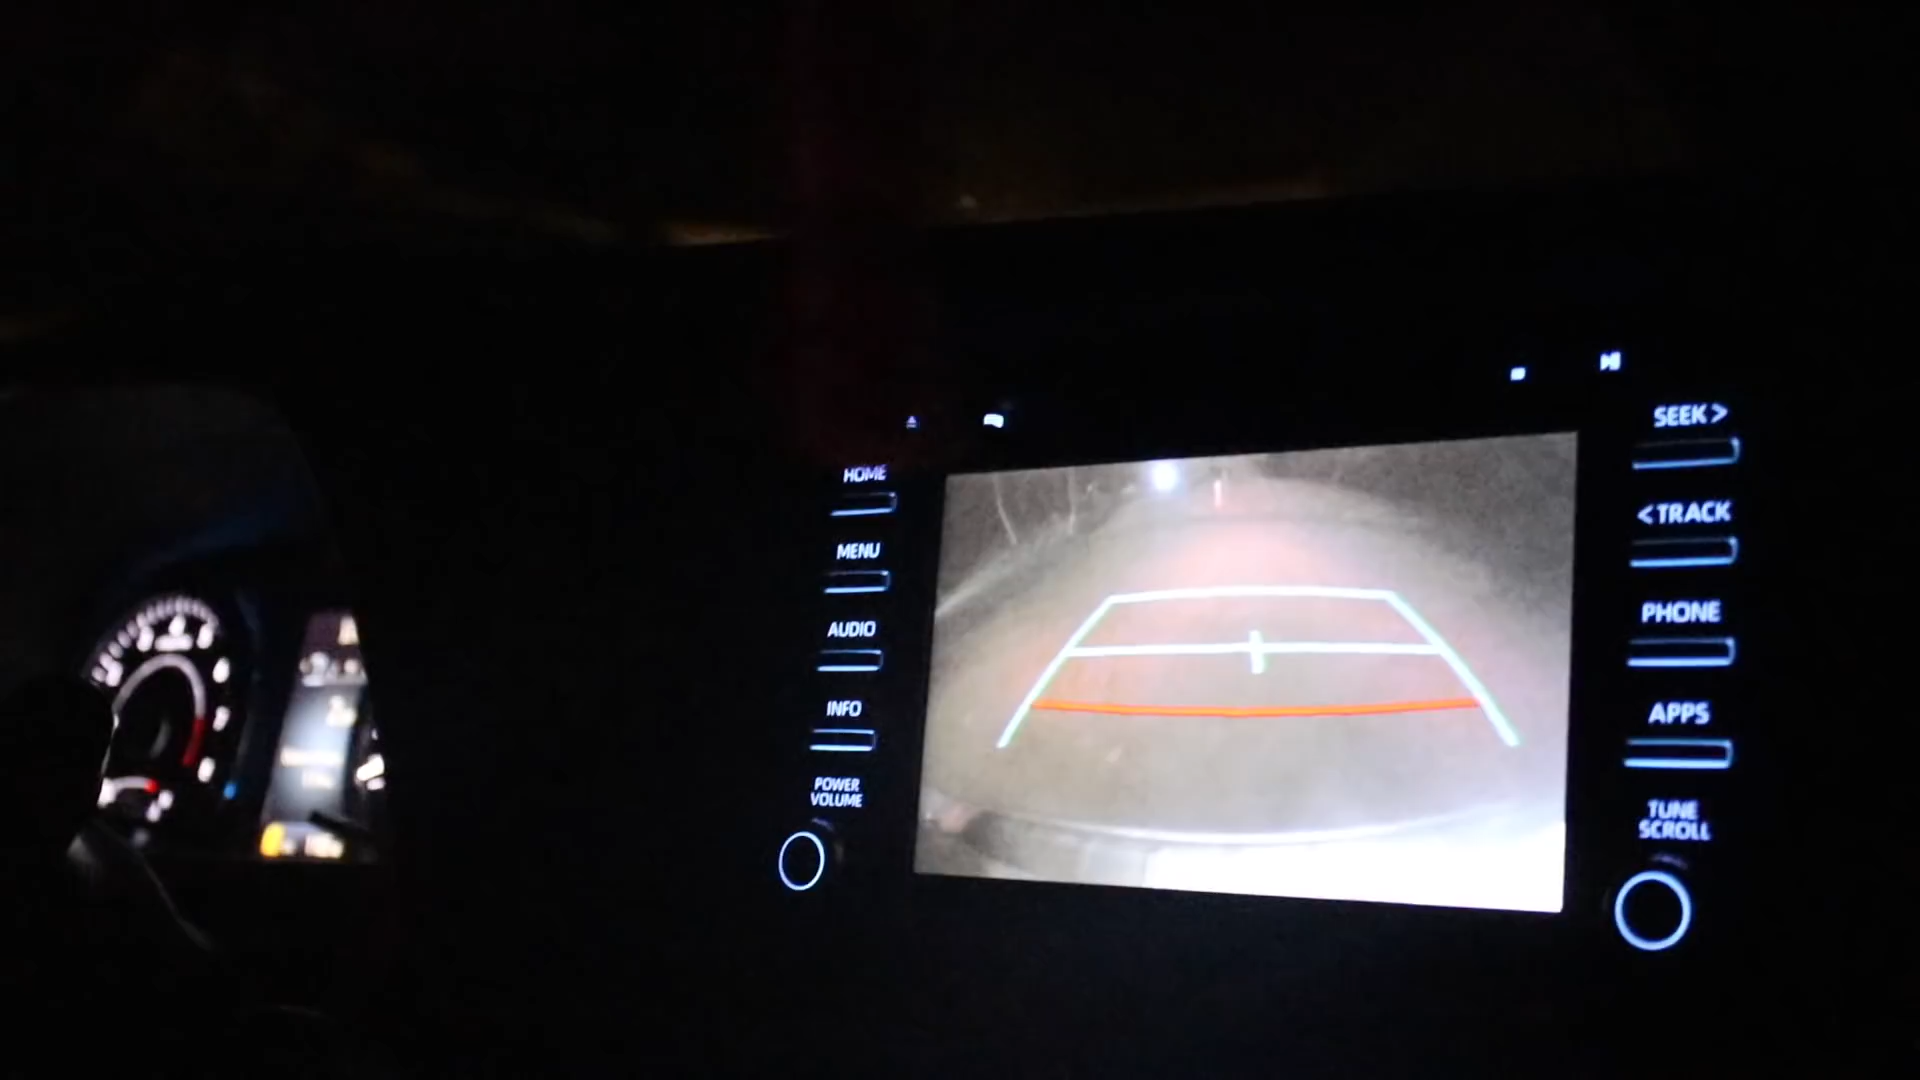 HOME
MENU
AUDIO
INFO
POWER
VOLUME
SEEK >
< TRACK
PHONE
APPS
TUNE
SCROLL